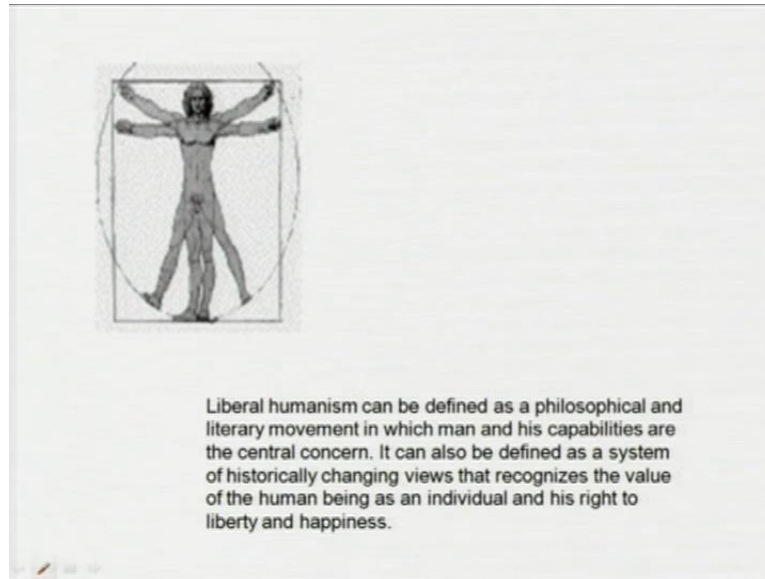 Liberal humanism can be defined as a philosophical and
literary movement in which man and his capabilities are
the central concern. It can also be defined as a system
of historically changing views that recognizes the value
of the human being as an individual and his right to
liberty and happiness.